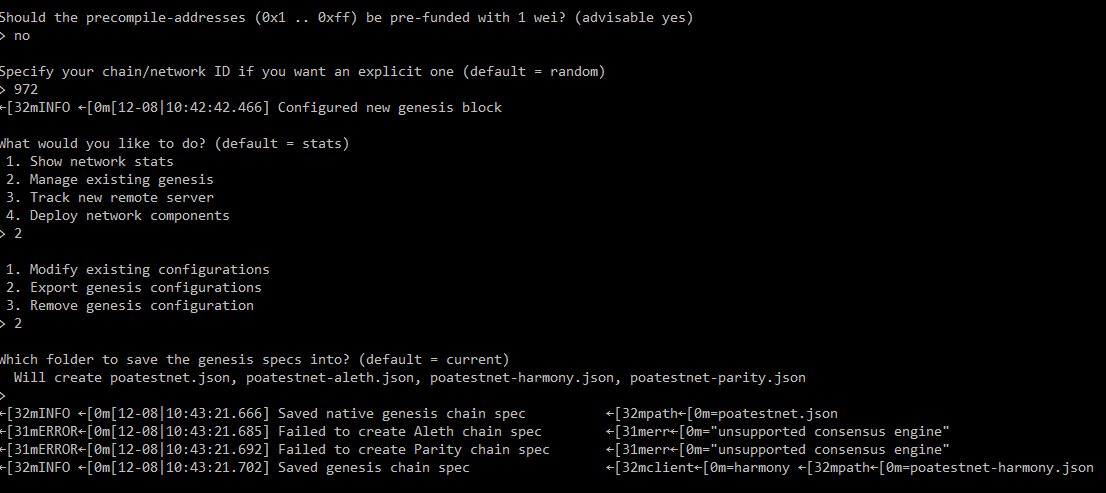 Should the precompile-addresses (0x1 .. 0xff) be pre-funded with 1 wei? (advisable yes)
> no
Specify your chain/network ID if you want an explicit one (default = random)
> 972
←[32mINFO ←[0m[12-08|10:42:42.466] Configured new genesis block
What would you like to do? (default = stats)
1. Show network stats
2. Manage existing genesis
3. Track new remote server
4. Deploy network components
> 2
1. Modify existing configurations
2. Export genesis configurations
3. Remove genesis configuration
> 2
Which folder to save the genesis specs into? (default = current)
Will create poatestnet.json, poatestnet-aleth.json, poatestnet-harmony.json, poatestnet-parity.json
>
←[32mINFO ←[0m[12-08|10:43:21.666] Saved native genesis chain spec ←[32mpath←[0m=poatestnet.json
←[31mERROR←[0m[12-08|10:43:21.685] Failed to create Aleth chain spec ←[31merr←[0m="unsupported consensus engine"
←[31mERROR←[0m[12-08|10:43:21.692] Failed to create Parity chain spec ←[31merr←[0m="unsupported consensus engine"
←[32mINFO ←[0m[12-08|10:43:21.702] Saved genesis chain spec ←[32mclient←[0m=harmony ←[32mpath←[0m=poatestnet-harmony.json